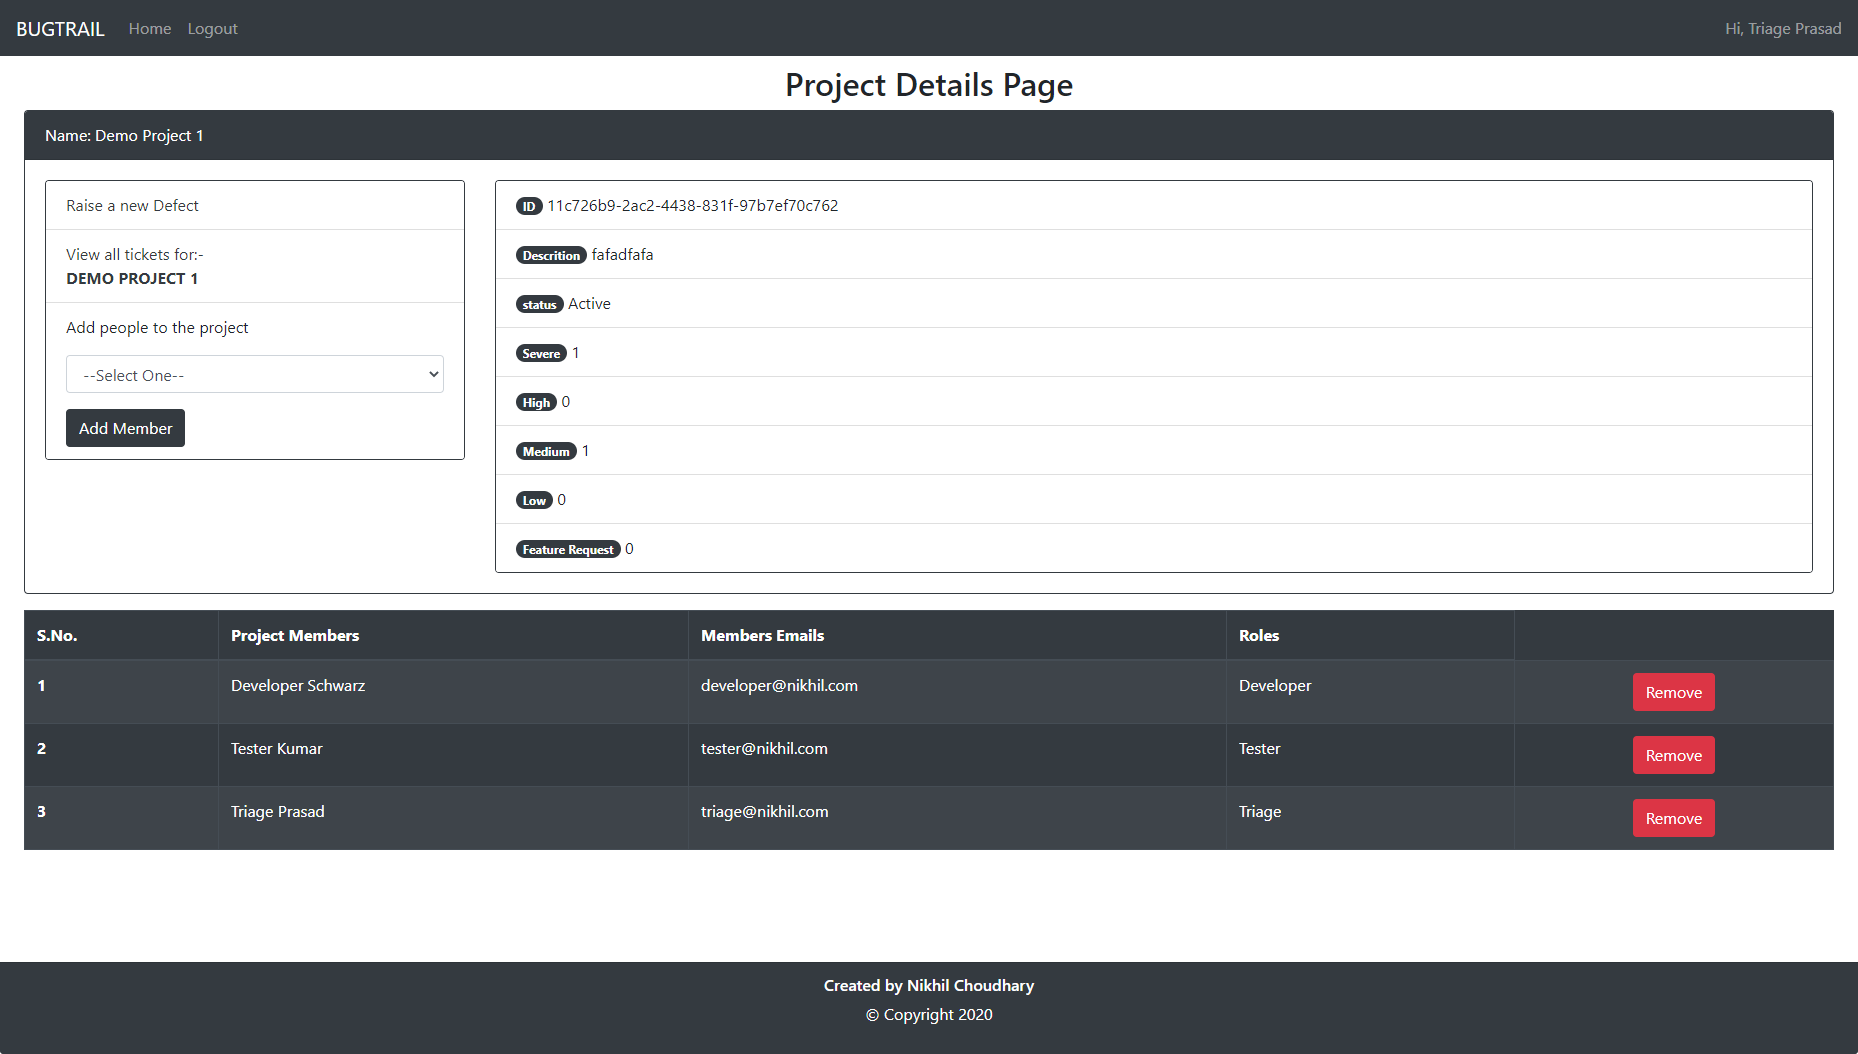 BUGTRAIL Home Logout Hi, Triage Prasad
Project Details Page
Name: Demo Project 1
Raise a new Defect
View all tickets for:-
DEMO PROJECT 1
Add people to the project
--Select One--
Add Member
ID 11c726b9-2ac2-4438-831f-97b7ef70c762
Descrition fafadfafa
status Active
Severe 1
High 0
Medium 1
Low 0
Feature Request 0
S.No. Project Members Members Emails Roles
1 Developer Schwarz developer@nikhil.com Developer Remove
2 Tester Kumar tester@nikhil.com Tester Remove
3 Triage Prasad triage@nikhil.com Triage Remove
Created by Nikhil Choudhary
© Copyright 2020